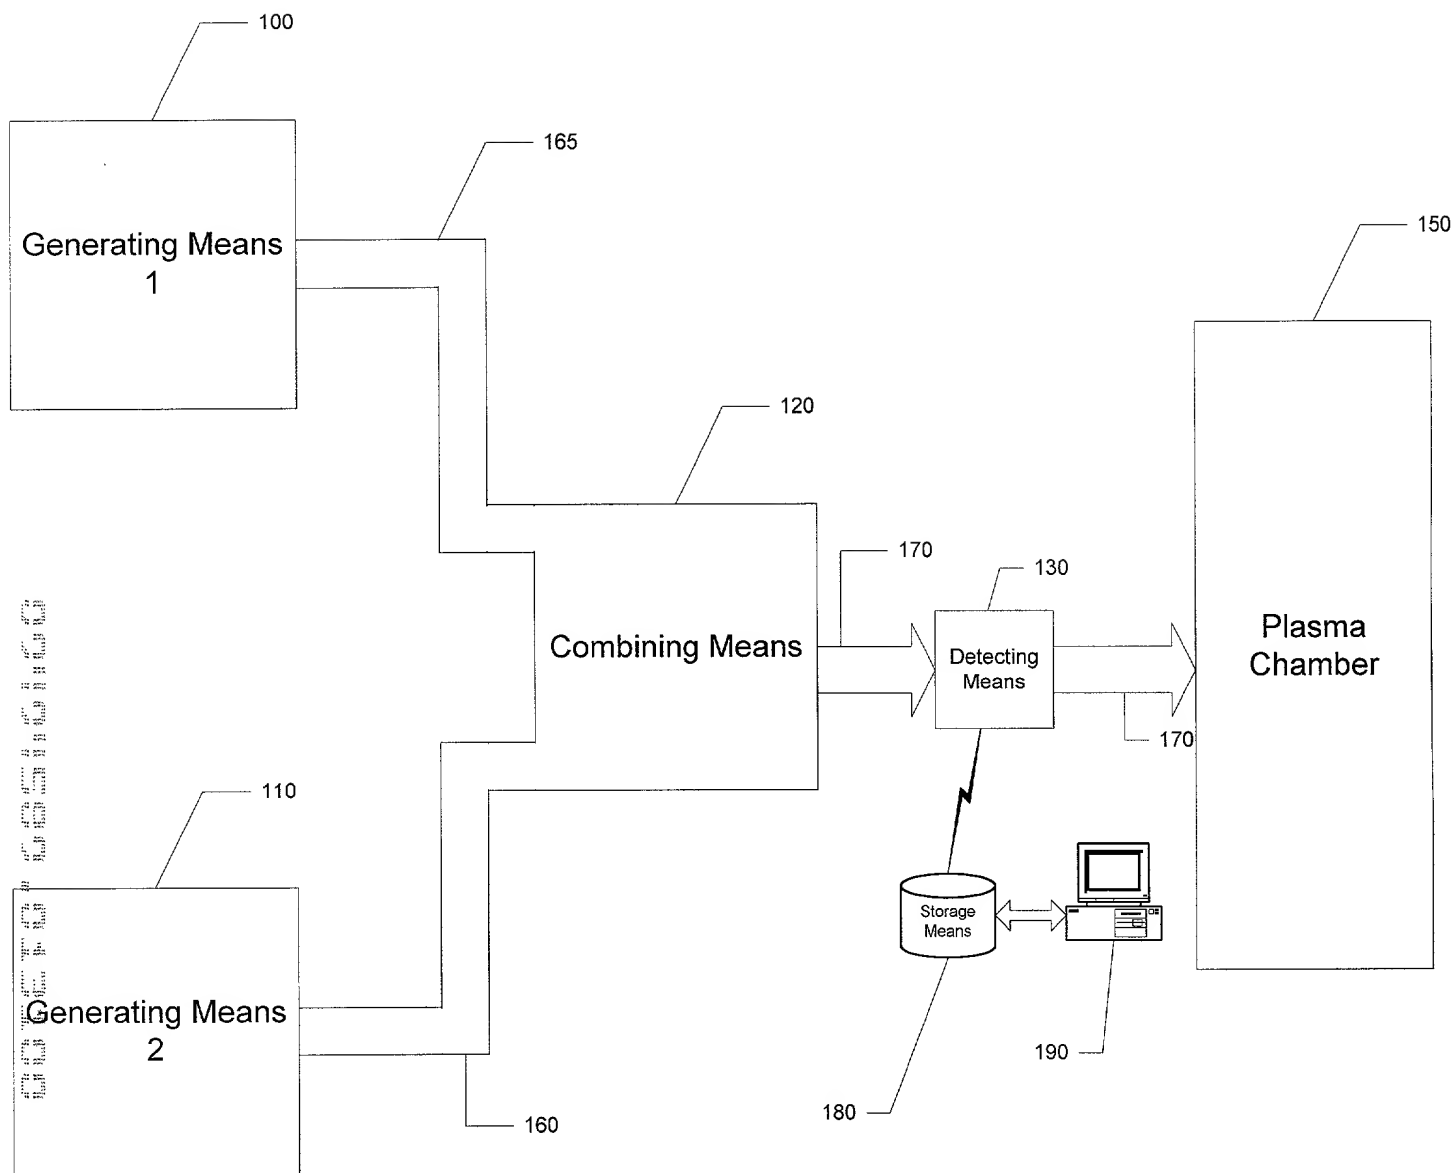 100
165
Generating Means
1
150
120
170
130
Combining Means
Detecting
Means
Plasma
Chamber
170
110
Storage
Means
Generating Means
2
190
180
160